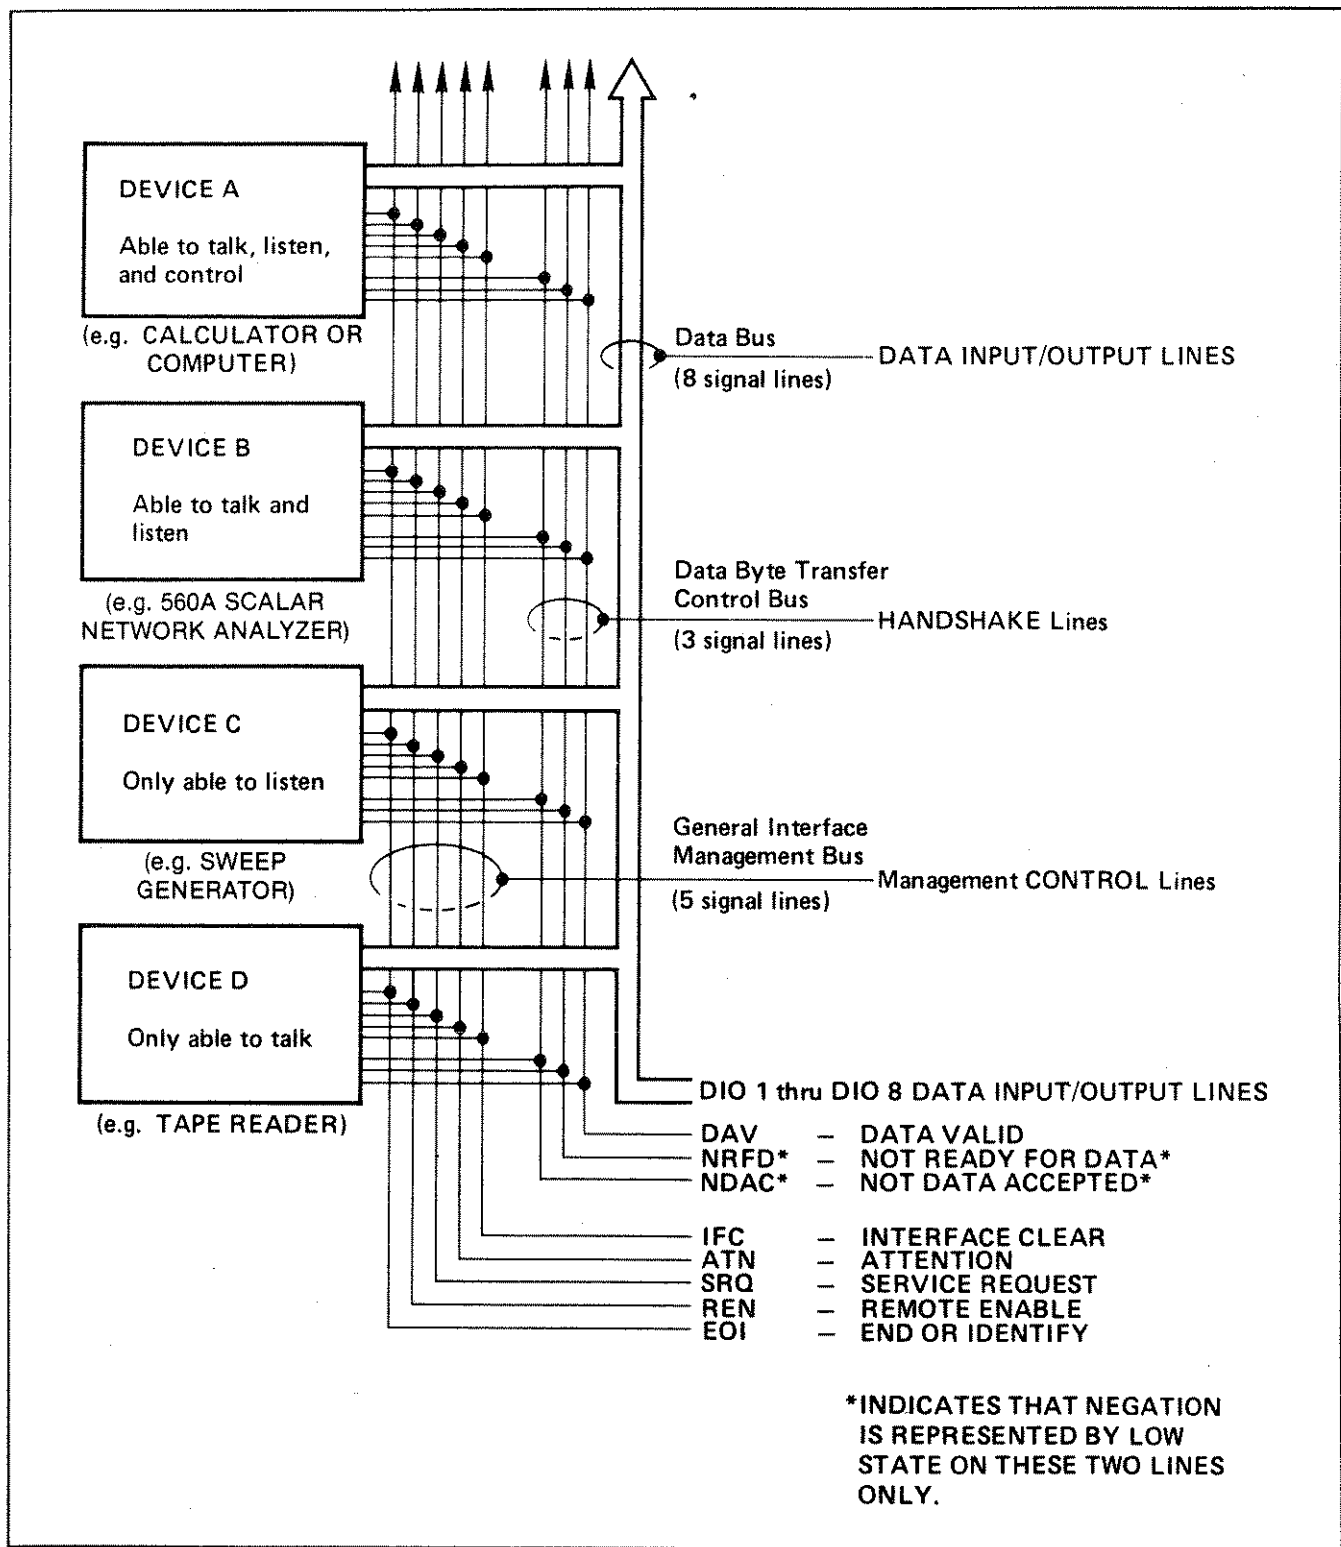 DEVICE A
Able to talk, listen,
and control
(e.g. CALCULATOR OR
COMPUTER)
Data Bus
(8 signal lines)
DATA INPUT/OUTPUT LINES
DEVICE B
Able to talk and
listen
(e.g. 560A SCALAR
NETWORK ANALYZER)
Data Byte Transfer
Control Bus
(3 signal lines)
HANDSHAKE Lines
DEVICE C
Only able to listen
(e.g. SWEEP
GENERATOR)
General Interface
Management Bus
(5 signal lines)
Management CONTROL Lines
DEVICE D
Only able to talk
(e.g. TAPE READER)
DIO 1 thru DIO 8 DATA INPUT/OUTPUT LINES
DAV – DATA VALID
NRFD* – NOT READY FOR DATA*
NDAC* – NOT DATA ACCEPTED*
IFC – INTERFACE CLEAR
ATN – ATTENTION
SRQ – SERVICE REQUEST
REN – REMOTE ENABLE
EOI – END OR IDENTIFY
*INDICATES THAT NEGATION
IS REPRESENTED BY LOW
STATE ON THESE TWO LINES
ONLY.